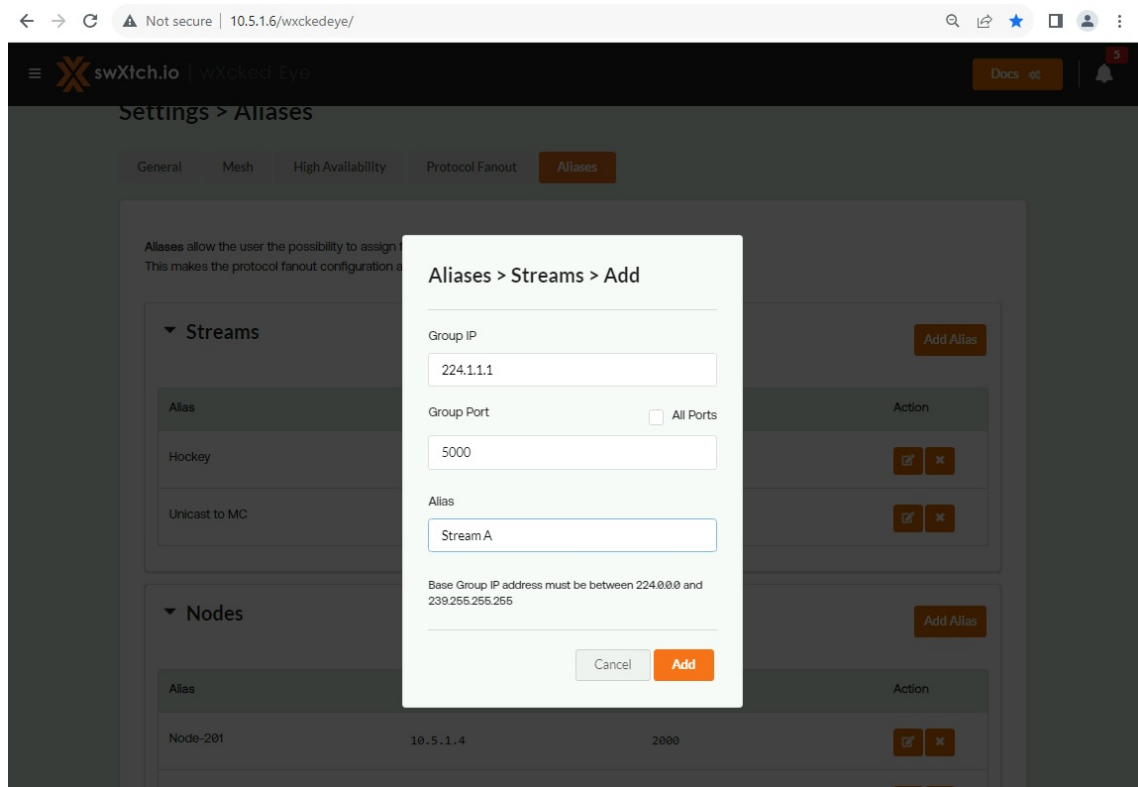 Not secure | 10.5.1.6/wxckedeye/
swXtch.io | wXcked Eye
Docs
5
Settings > Aliases
General Mesh High Availability Protocol Fanout Aliases
Aliases allow the user the possibility to assign
This makes the protocol fanout configuration a
Aliases > Streams > Add
Group IP
224.1.1.1
Group Port
All Ports
5000
Alias
Stream A
Base Group IP address must be between 224.0.0.0 and
239.255.255.255
Cancel Add
Streams
Add Alias
Alias Action
Hockey
Unicast to MC
Nodes
Add Alias
Alias Action
Node-201 10.5.1.4 2000